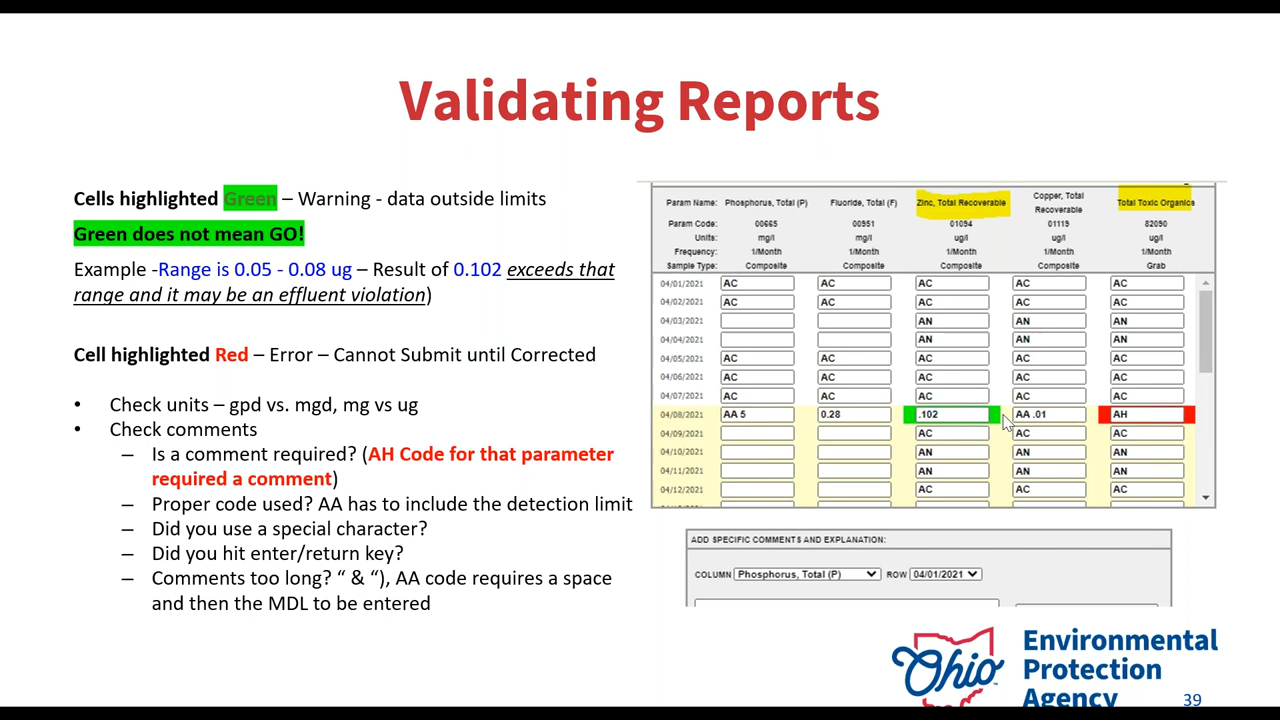 Validating Reports
Cells highlighted Green – Warning - data outside limits
Green does not mean GO!
Example -Range is 0.05 - 0.08 ug – Result of 0.102 exceeds that
range and it may be an effluent violation)
Cell highlighted Red – Error – Cannot Submit until Corrected
• Check units – gpd vs. mgd, mg vs ug
• Check comments
– Is a comment required? (AH Code for that parameter
required a comment)
– Proper code used? AA has to include the detection limit
– Did you use a special character?
– Did you hit enter/return key?
– Comments too long? “ & “), AA code requires a space
and then the MDL to be entered
Param Name: Phosphorus, Total (P) Fluoride, Total (F) Zinc, Total Recoverable Copper, Total Recoverable Total Toxic Organics
Param Code: 00665 00951 01094 01119 82090
Units: mg/l mg/l ug/l ug/l ug/l
Frequency: 1/Month 1/Month 1/Month 1/Month 1/Month
Sample Type: Composite Composite Composite Composite Grab
04/01/2021 AC AC AC AC AC
04/02/2021 AC AC AC AC AC
04/03/2021 AN AN AN
04/04/2021 AN AN AN
04/05/2021 AC AC AC AC AC
04/06/2021 AC AC AC AC AC
04/07/2021 AC AC AC AC AC
04/08/2021 AA 5 0.28 .102 AA .01 AH
04/09/2021 AC AC AC
04/10/2021 AN AN AN
04/11/2021 AN AN AN
04/12/2021 AC AC AC
ADD SPECIFIC COMMENTS AND EXPLANATION:
COLUMN Phosphorus, Total (P) ROW 04/01/2021
Ohio
Environmental
Protection
Agency
39